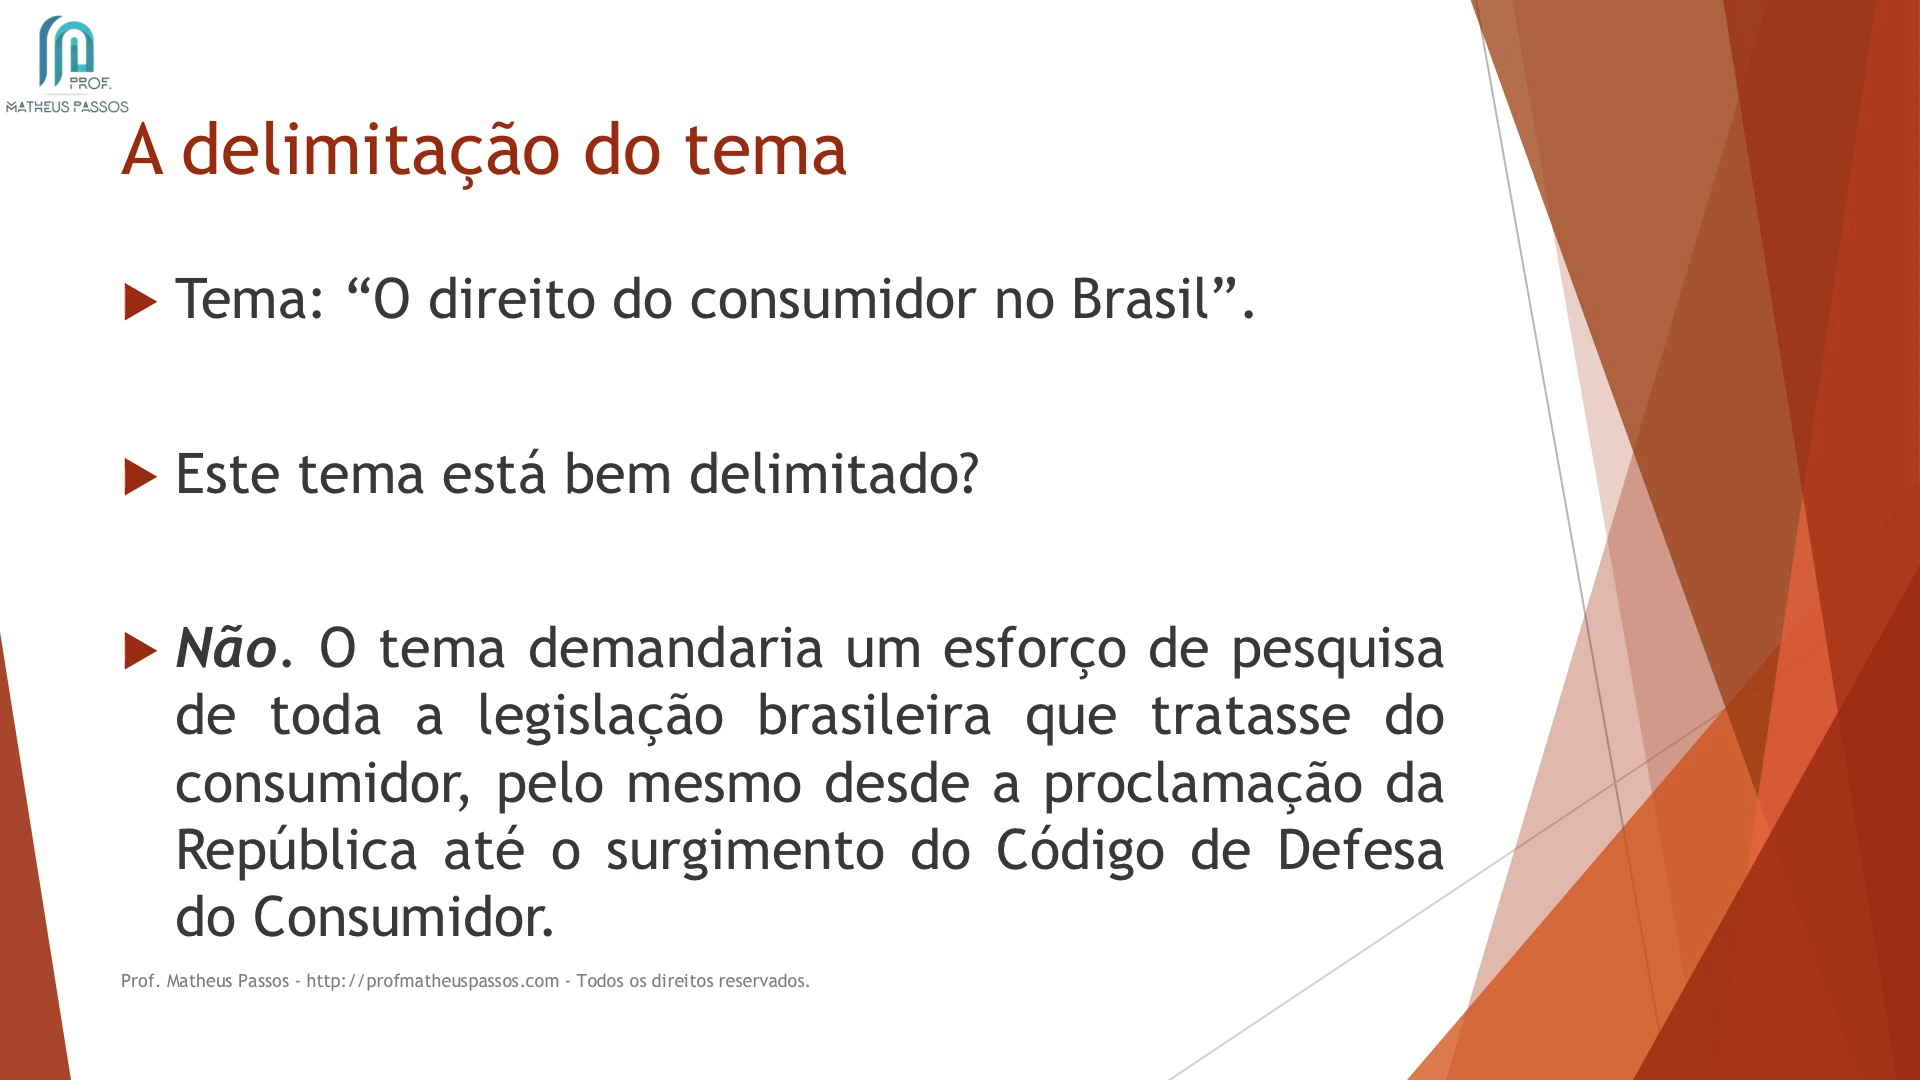 PROF.
MATHEUS PASSOS
A delimitação do tema
Tema: “O direito do consumidor no Brasil”.
Este tema está bem delimitado?
Não. O tema demandaria um esforço de pesquisa
de toda a legislação brasileira que tratasse do
consumidor, pelo mesmo desde a proclamação da
República até o surgimento do Código de Defesa
do Consumidor.
Prof. Matheus Passos - http://profmatheuspassos.com - Todos os direitos reservados.